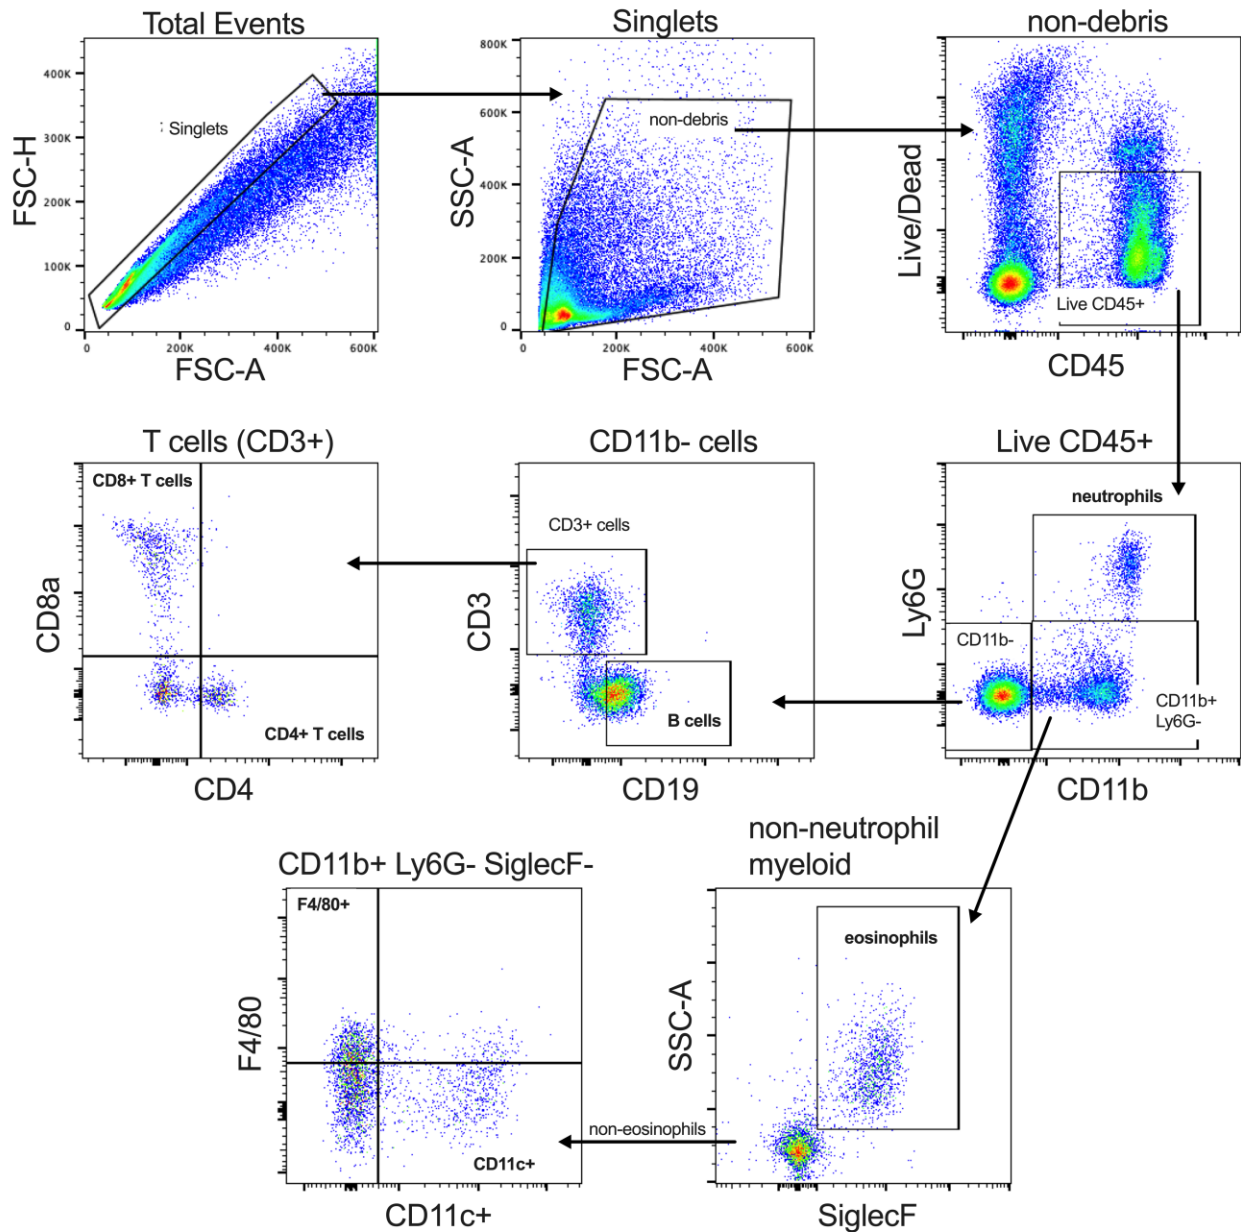 Total Events
Singlets
non-debris
400K
300K
200K
100K
0
FSC-H
Singlets
0
200K
400K
600K
FSC-A
800K
600K
400K
200K
0
SSC-A
non-debris
0
200K
400K
600K
FSC-A
Live/Dead
Live CD45+
CD45
T cells (CD3+)
CD11b- cells
Live CD45+
CD8+ T cells
CD8a
CD4+ T cells
CD4
CD3+ cells
CD3
B cells
CD19
neutrophils
Ly6G
CD11b-
CD11b+
Ly6G-
CD11b
CD11b+ Ly6G- SiglecF-
non-neutrophil
myeloid
F4/80+
F4/80
non-eosinophils
CD11c+
CD11c+
eosinophils
SSC-A
SiglecF